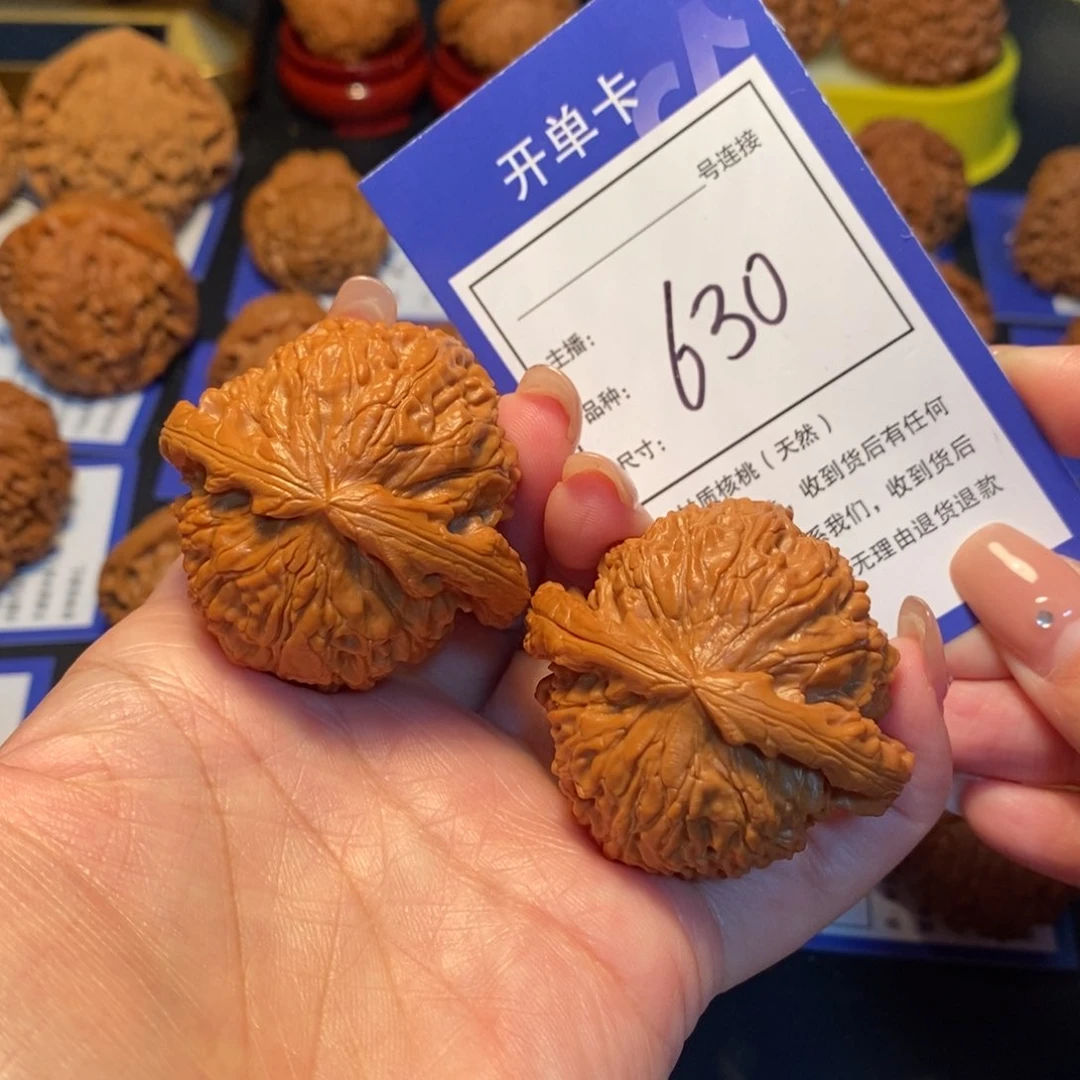 开单卡
号连接
630
主播：
品种：
尺寸：
质核桃（天然）
收到货后有任何
系我们，收到货后
无理由退货退款